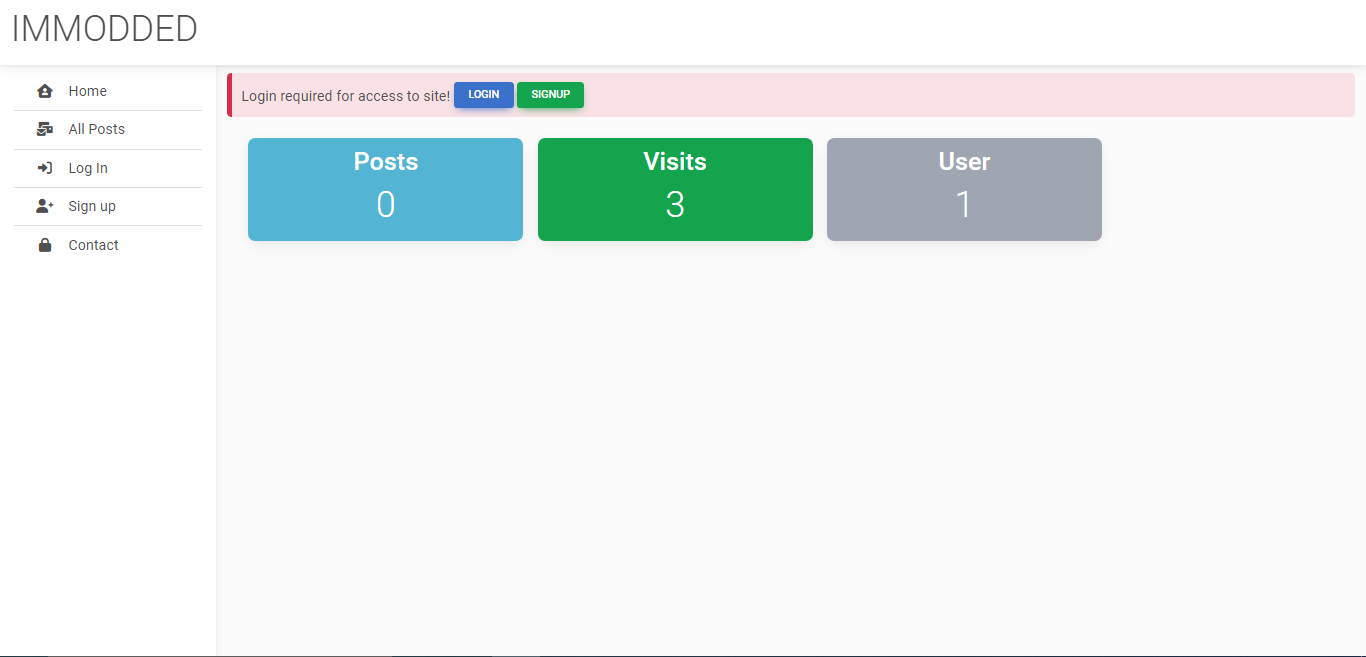 IMMODDED
Home
All Posts
Log In
Sign up
Contact
Login required for access to site! LOGIN SIGNUP
Posts
0
Visits
3
User
1